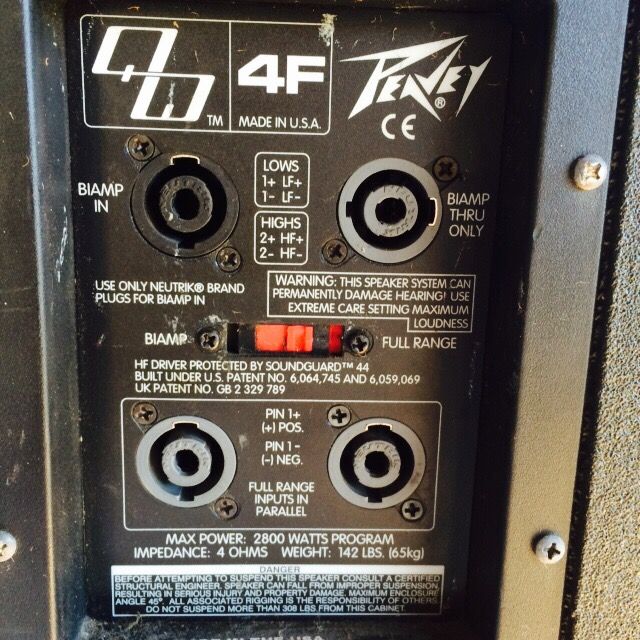 QW
TM
4F
MADE IN U.S.A.
PEAVEY
®
CE
BIAMP
IN
LOWS
1+ LF+
1- LF-
HIGHS
2+ HF+
2- HF-
BIAMP
THRU
ONLY
USE ONLY NEUTRIK® BRAND
PLUGS FOR BIAMP IN
WARNING: THIS SPEAKER SYSTEM CAN
PERMANENTLY DAMAGE HEARING! USE
EXTREME CARE SETTING MAXIMUM
LOUDNESS
BIAMP
FULL RANGE
HF DRIVER PROTECTED BY SOUNDGUARD™ 44
BUILT UNDER U.S. PATENT NO. 6,064,745 AND 6,059,069
UK PATENT NO. GB 2 329 789
PIN 1+
(+) POS.
PIN 1-
(-) NEG.
FULL RANGE
INPUTS IN
PARALLEL
MAX POWER: 2800 WATTS PROGRAM
IMPEDANCE: 4 OHMS WEIGHT: 142 LBS. (65kg)
DANGER
BEFORE ATTEMPTING TO SUSPEND THIS SPEAKER CONSULT A CERTIFIED
STRUCTURAL ENGINEER. SPEAKER CAN FALL FROM IMPROPER SUSPENSION,
RESULTING IN SERIOUS INJURY AND PROPERTY DAMAGE. MAXIMUM ENCLOSURE
ANGLE 45°. ALL ASSOCIATED RIGGING IS THE RESPONSIBILITY OF OTHERS.
DO NOT SUSPEND MORE THAN 308 LBS. FROM THIS CABINET.